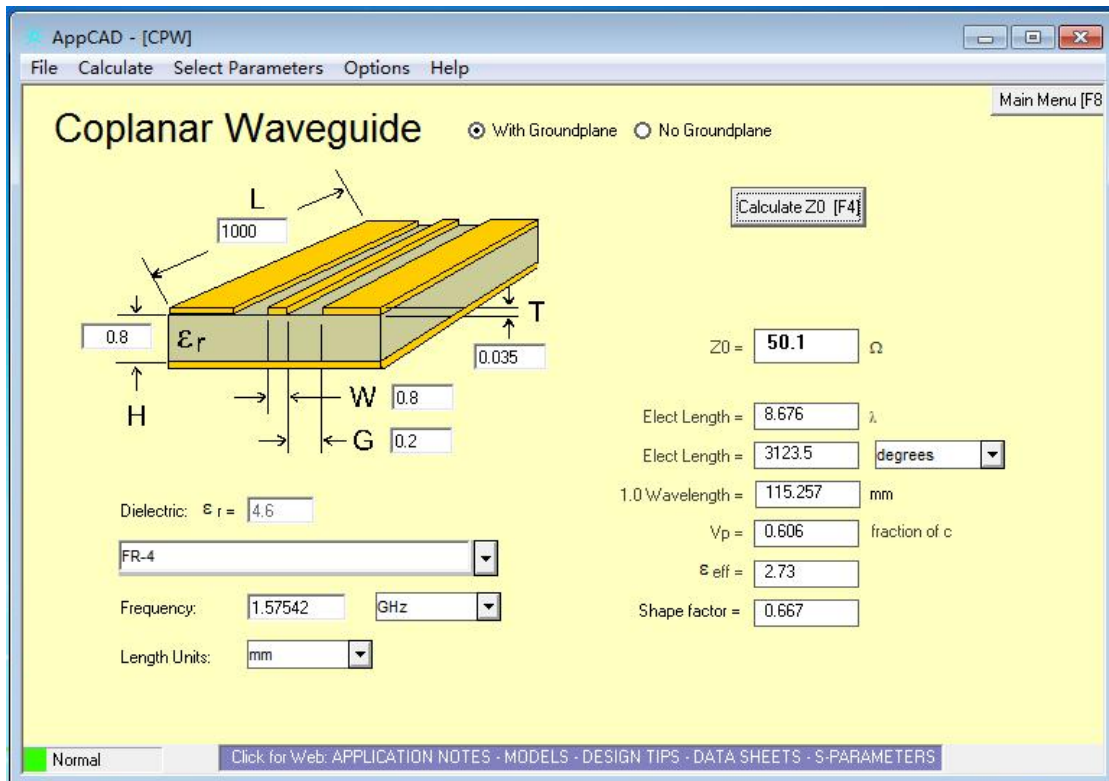 AppCAD - [CPW]
File Calculate Select Parameters Options Help
Main Menu [F8
Coplanar Waveguide
With Groundplane No Groundplane
L
1000
Calculate Z0 [F4]
T
0.035
0.8
εr
H
W 0.8
G 0.2
Z0 = 50.1 Ω
Elect Length = 8.676 λ
Elect Length = 3123.5 degrees
1.0 Wavelength = 115.257 mm
Vp = 0.606 fraction of c
ε eff = 2.73
Shape factor = 0.667
Dielectric: ε r = 4.6
FR-4
Frequency: 1.57542 GHz
Length Units: mm
Normal
Click for Web: APPLICATION NOTES - MODELS - DESIGN TIPS - DATA SHEETS - S-PARAMETERS